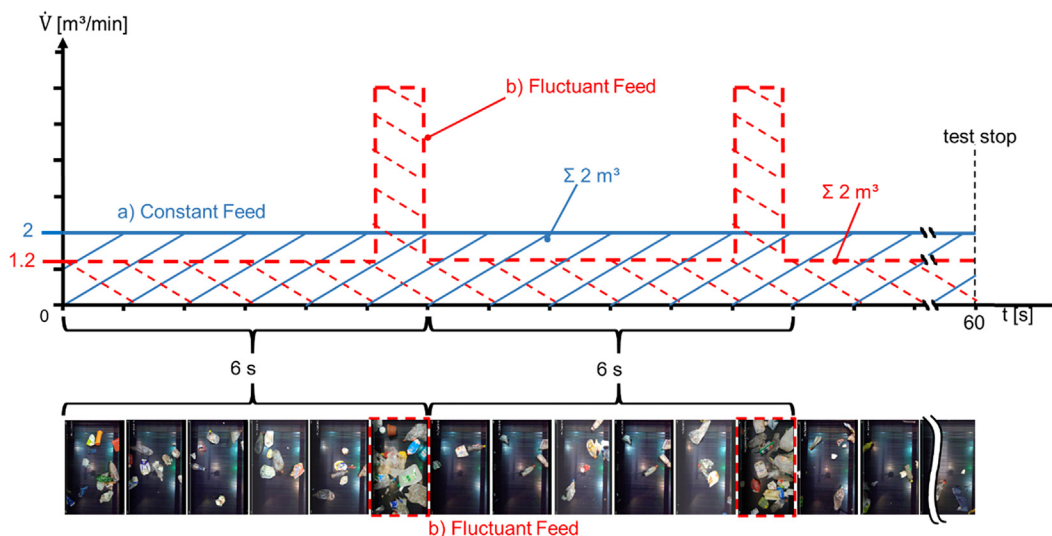 V̇ [m³/min]
b) Fluctuant Feed
test stop
Σ 2 m³
Σ 2 m³
a) Constant Feed
2
1.2
0
60
t [s]
6 s
6 s
b) Fluctuant Feed